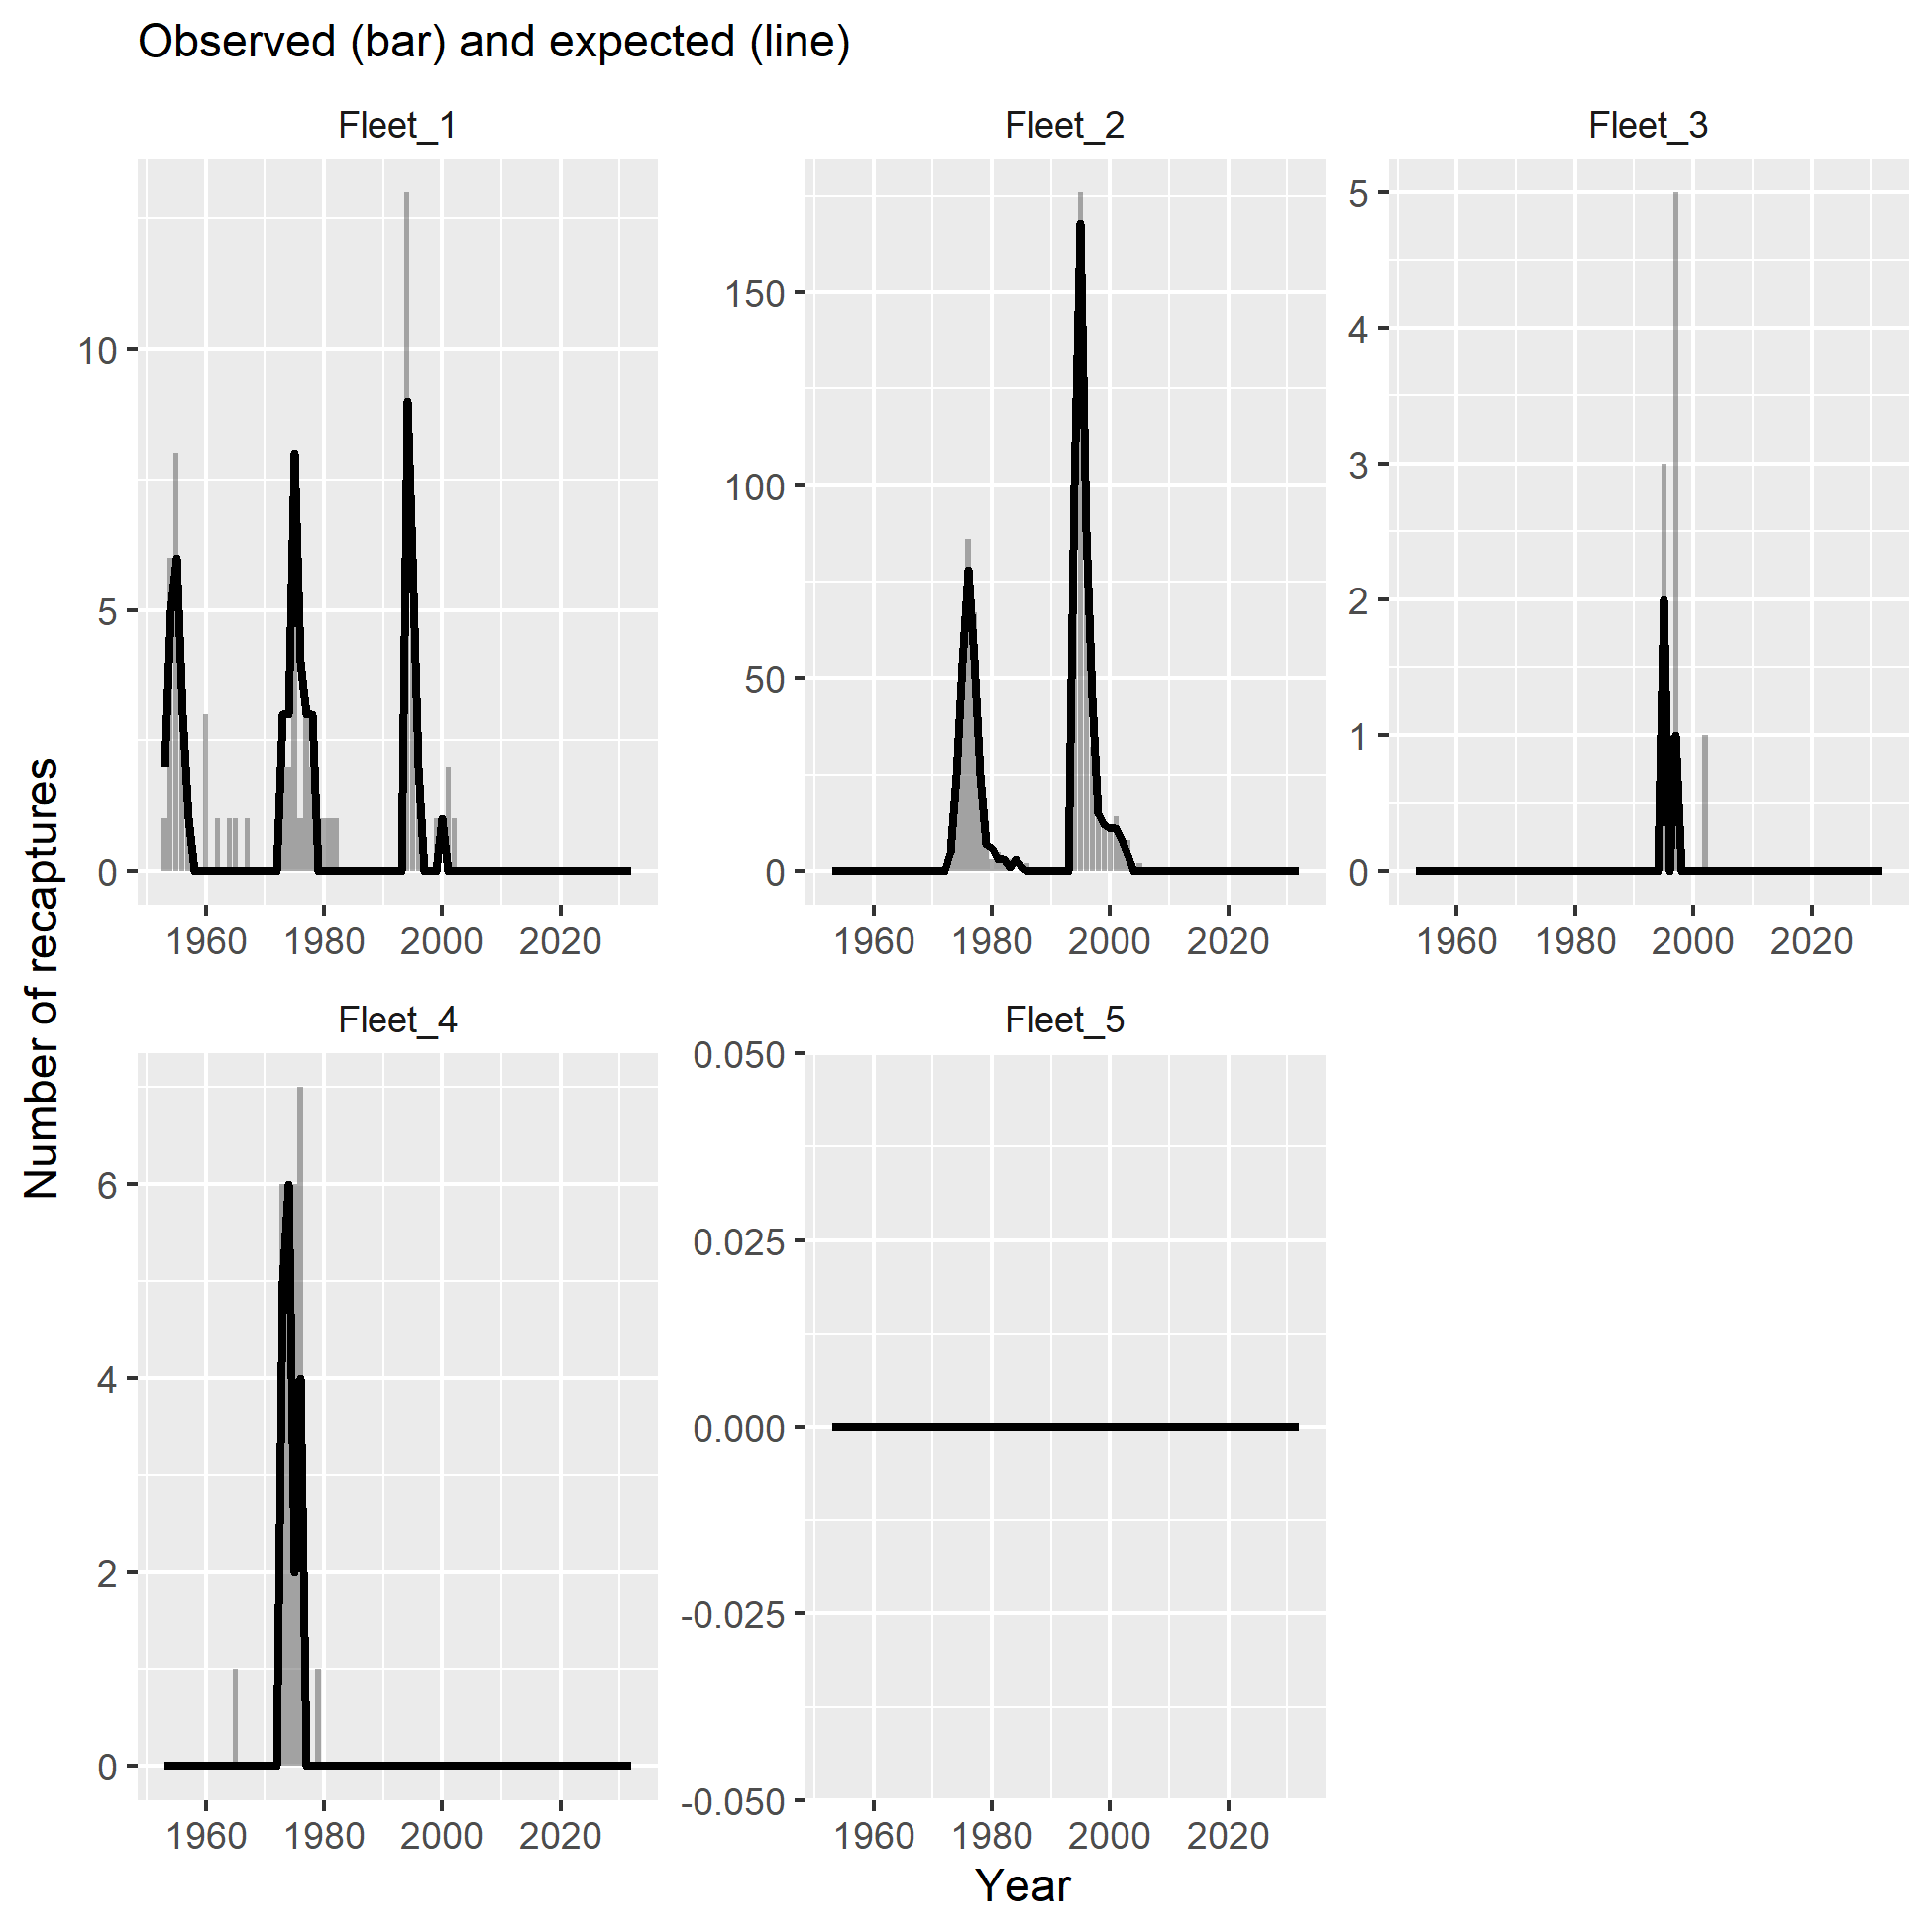 Observed (bar) and expected (line)
Fleet_1
Fleet_2
Fleet_3
10
5
0
1960 1980 2000 2020
150
100
50
0
1960 1980 2000 2020
5
4
3
2
1
0
1960 1980 2000 2020
Number of recaptures
Fleet_4
Fleet_5
6
4
2
0
1960 1980 2000 2020
0.050
0.025
0.000
-0.025
-0.050
1960 1980 2000 2020
Year